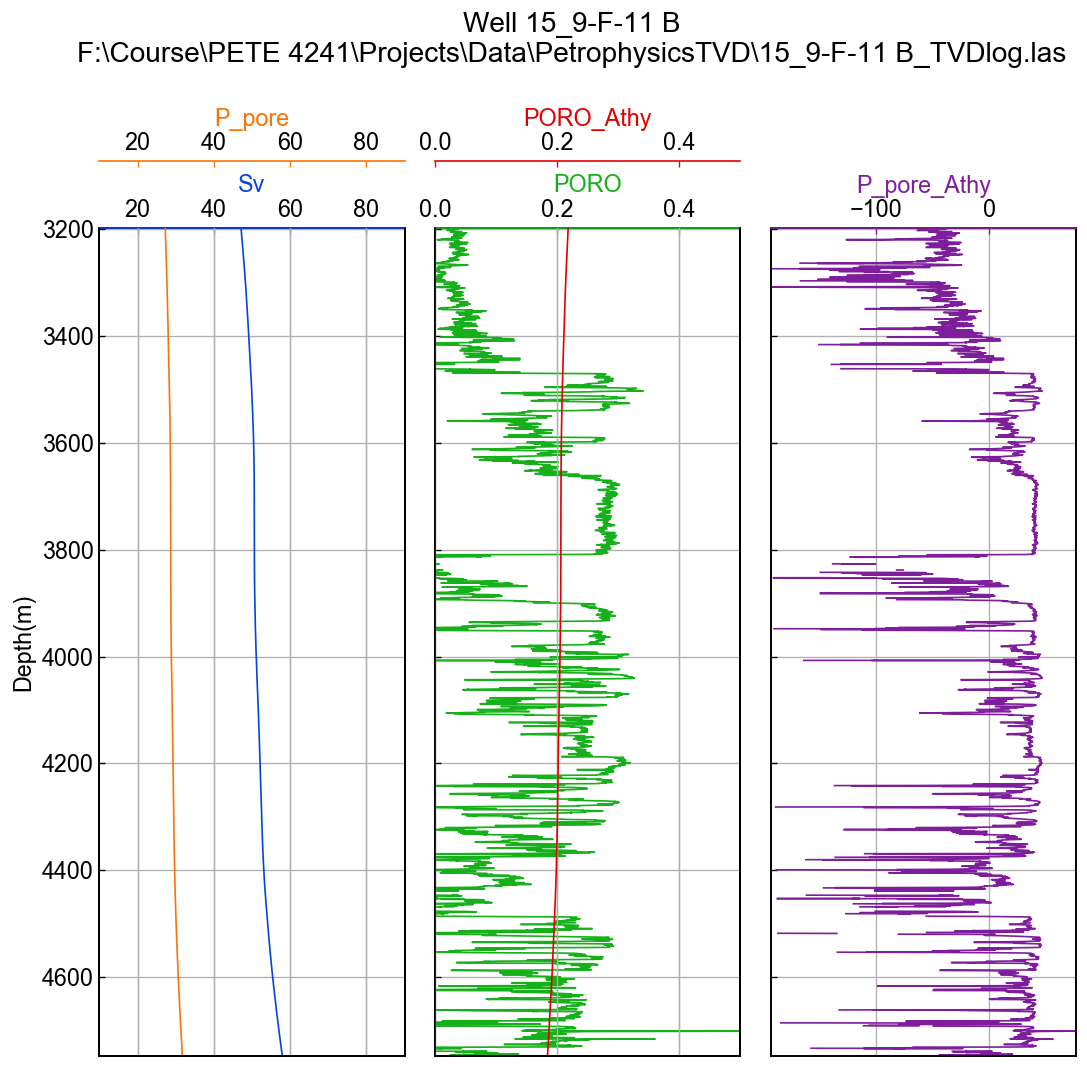 Well 15_9-F-11 B
F:\Course\PETE 4241\Projects\Data\PetrophysicsTVD\15_9-F-11 B_TVDlog.las
P_pore
20 40 60 80
Sv
20 40 60 80
PORO_Athy
0.0 0.2 0.4
PORO
0.0 0.2 0.4
P_pore_Athy
−100 0
Depth(m)
3200
3400
3600
3800
4000
4200
4400
4600